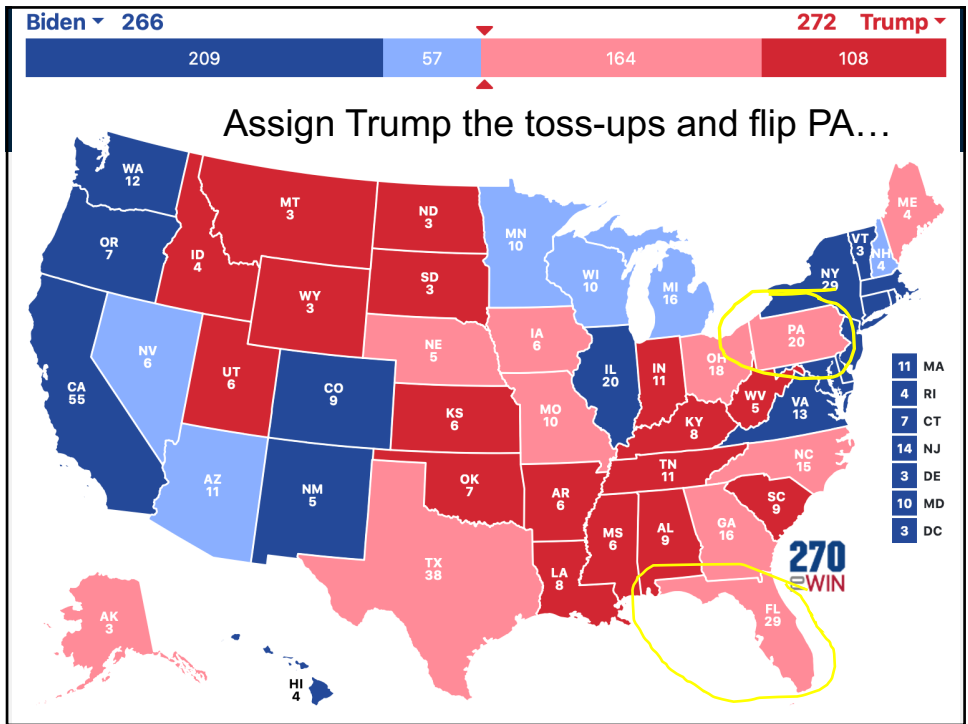 Biden 266
272 Trump
209 57 164 108
Assign Trump the toss-ups and flip PA…
WA
12
OR
7
CA
55
NV
6
ID
4
MT
3
WY
3
UT
6
AZ
11
CO
9
NM
5
ND
3
SD
3
NE
5
KS
6
OK
7
TX
38
MN
10
IA
6
MO
10
AR
6
LA
8
WI
10
IL
20
MI
16
IN
11
OH
18
KY
8
TN
11
MS
6
AL
9
GA
16
FL
29
SC
9
NC
15
VA
13
WV
5
PA
20
NY
29
VT
3
NH
4
ME
4
11 MA
4 RI
7 CT
14 NJ
3 DE
10 MD
3 DC
AK
3
HI
4
270
TO WIN